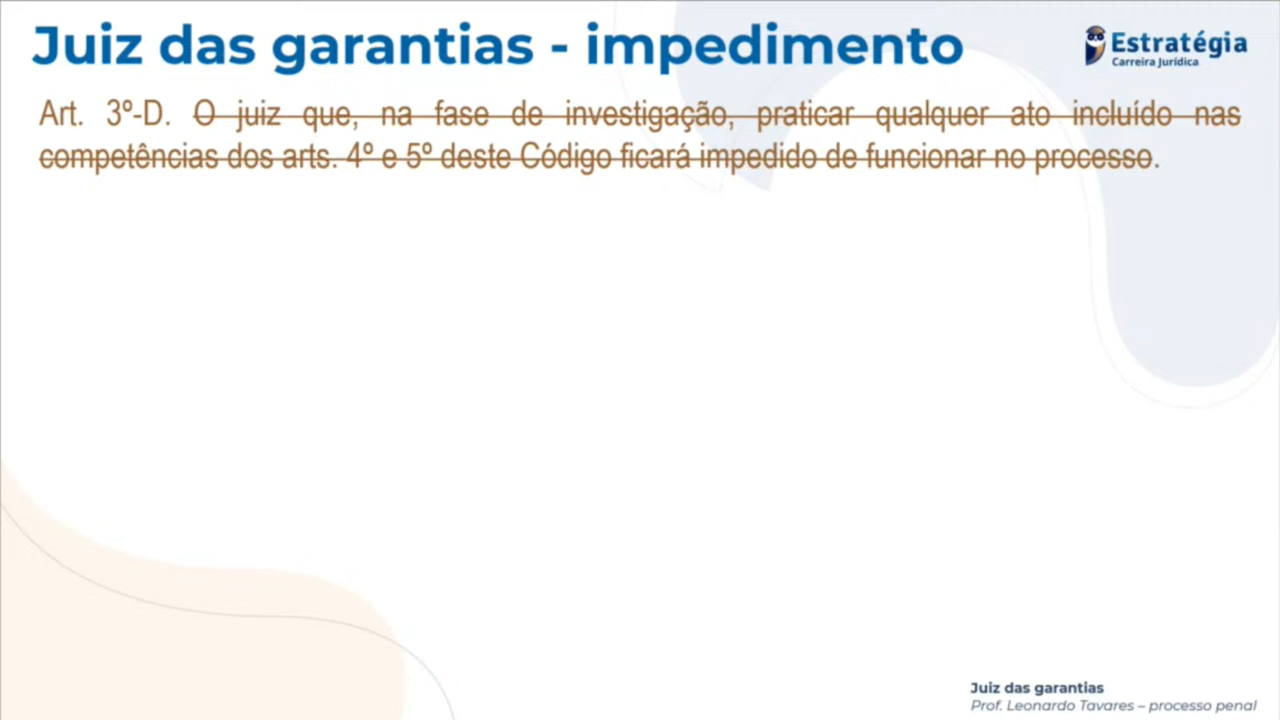 Juiz das garantias - impedimento
Estratégia
Carreira Jurídica
Art. 3º-D. O juiz que, na fase de investigação, praticar qualquer ato incluído nas
competências dos arts. 4º e 5º deste Código ficará impedido de funcionar no processo.
Juiz das garantias
Prof. Leonardo Tavares – processo penal